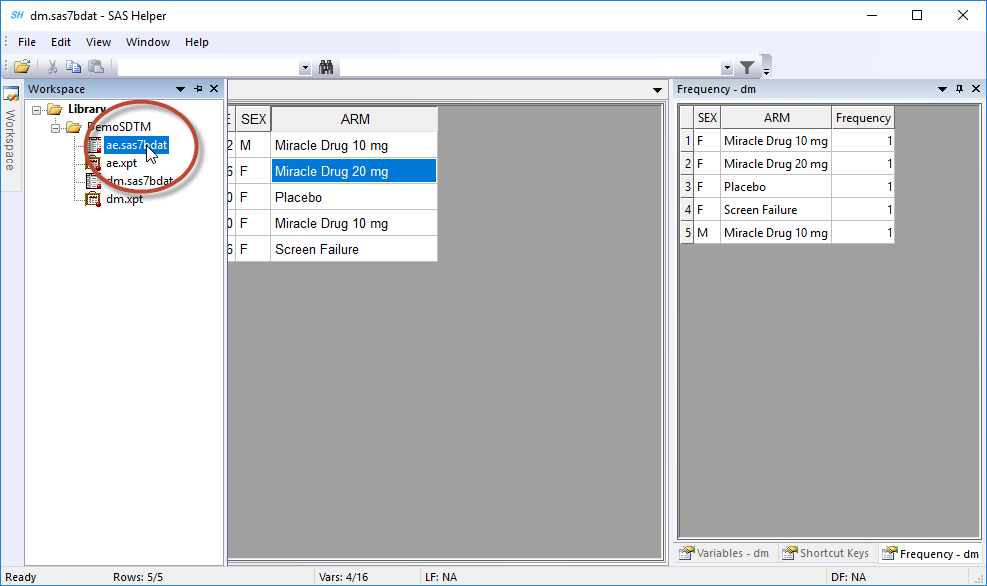 SH dm.sas7bdat - SAS Helper
File Edit View Window Help
Workspace
Workspace
Library
DemoSDTM
ae.sas7bdat
ae.xpt
dm.sas7bdat
dm.xpt
E SEX ARM
2 M Miracle Drug 10 mg
6 F Miracle Drug 20 mg
0 F Placebo
0 F Miracle Drug 10 mg
6 F Screen Failure
Frequency - dm
SEX ARM Frequency
1 F Miracle Drug 10 mg 1
2 F Miracle Drug 20 mg 1
3 F Placebo 1
4 F Screen Failure 1
5 M Miracle Drug 10 mg 1
Variables - dm Shortcut Keys Frequency - dm
Ready Rows: 5/5 Vars: 4/16 LF: NA DF: NA